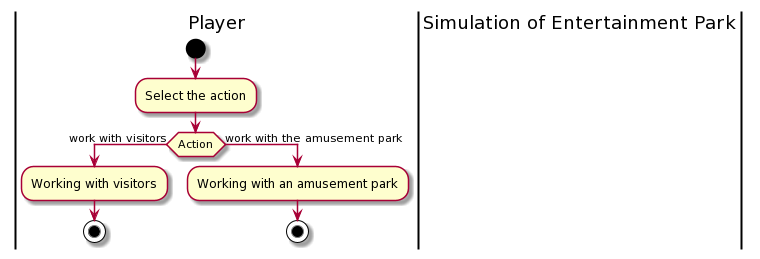 Player
Simulation of Entertainment Park
Select the action
work with visitors
Action
work with the amusement park
Working with visitors
Working with an amusement park